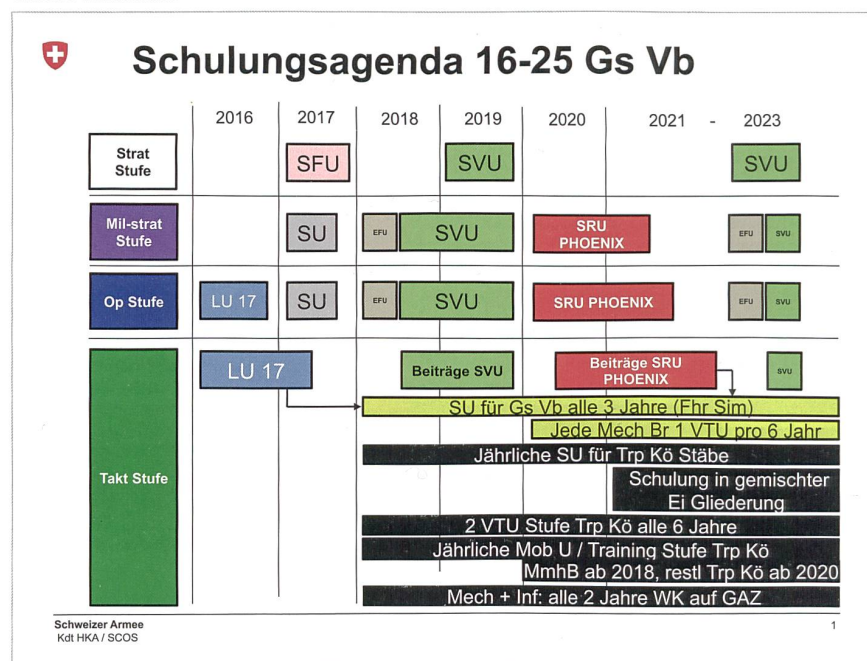 Schulungsagenda 16-25 Gs Vb
2016 2017 2018 2019 2020 2021 - 2023
Strat
Stufe
SFU SVU SVU
Mil-strat
Stufe
SU EFU SVU SRU
PHOENIX
EFU SVU
Op Stufe LU 17 SU EFU SVU SRU PHOENIX EFU SVU
Takt Stufe
LU 17 Beiträge SVU Beiträge SRU
PHOENIX
SVU
SU für Gs Vb alle 3 Jahre (Fhr Sim)
Jede Mech Br 1 VTU pro 6 Jahr
Jährliche SU für Trp Kö Stäbe
Schulung in gemischter
Ei Gliederung
2 VTU Stufe Trp Kö alle 6 Jahre
Jährliche Mob U / Training Stufe Trp Kö
MmhB ab 2018, restl Trp Kö ab 2020
Mech + Inf: alle 2 Jahre WK auf GAZ
Schweizer Armee
Kdt HKA / SCOS
1